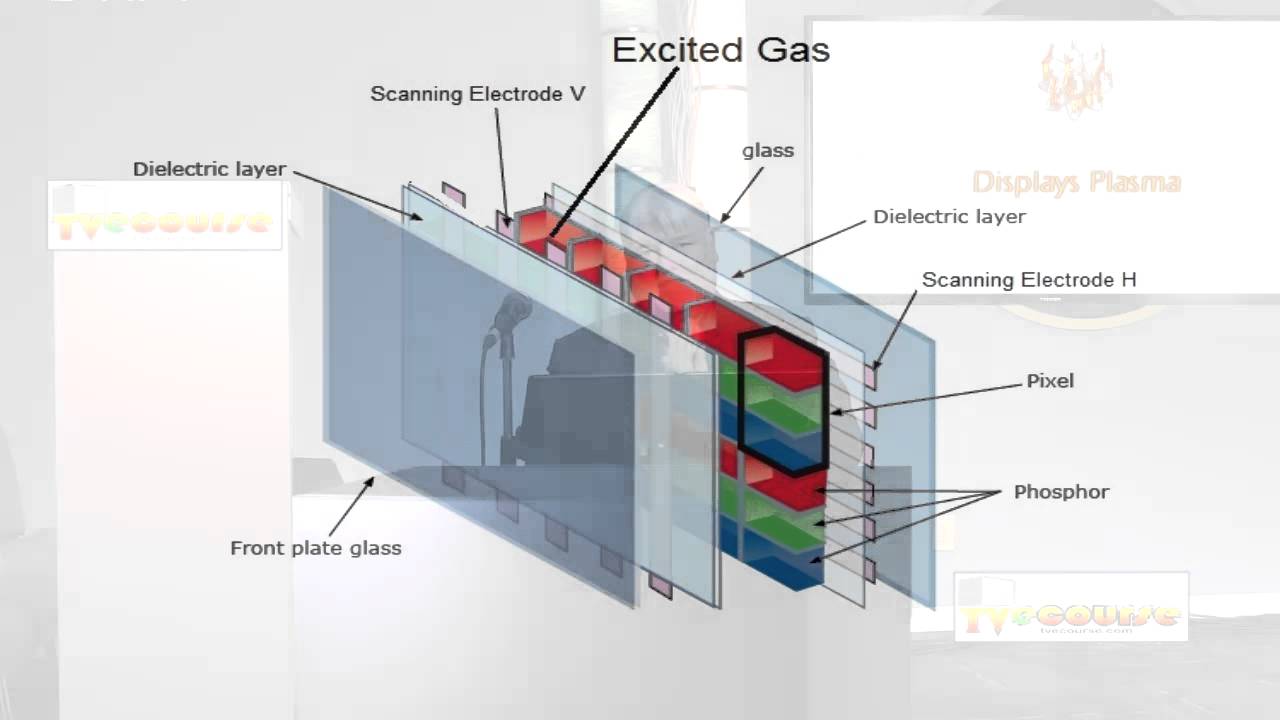 Excited Gas
Scanning Electrode V
glass
Dielectric layer
Displays Plasma
Tvecourse
Dielectric layer
Scanning Electrode H
Pixel
Phosphor
Front plate glass
Tvecourse
tvecourse.com